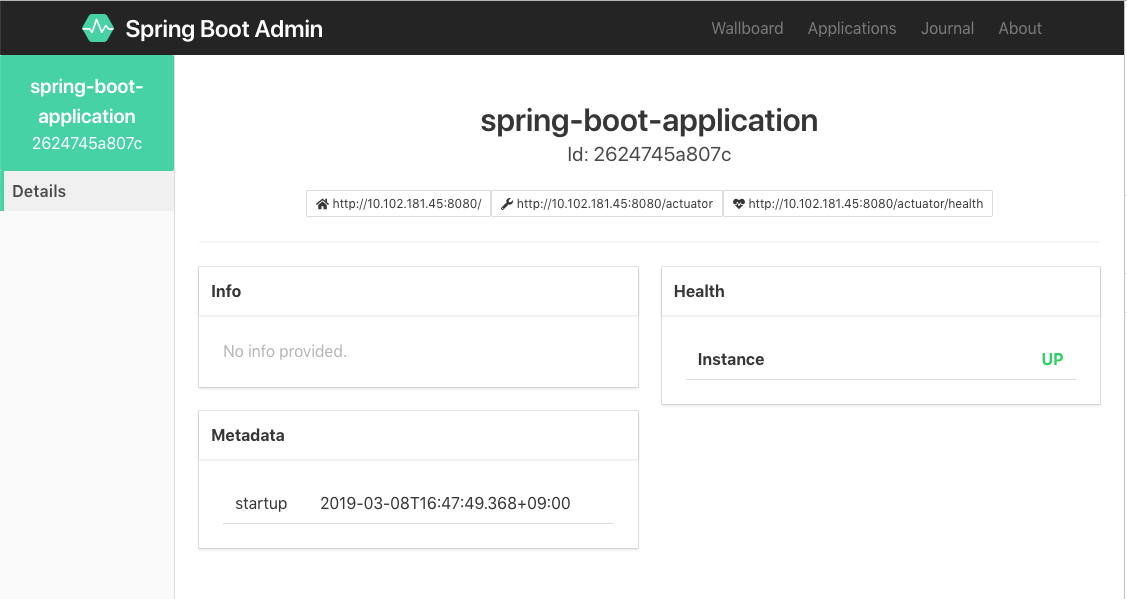 Spring Boot Admin
Wallboard Applications Journal About
spring-boot-
application
2624745a807c
Details
spring-boot-application
Id: 2624745a807c
http://10.102.181.45:8080/ http://10.102.181.45:8080/actuator http://10.102.181.45:8080/actuator/health
Info
No info provided.
Health
Instance UP
Metadata
startup 2019-03-08T16:47:49.368+09:00